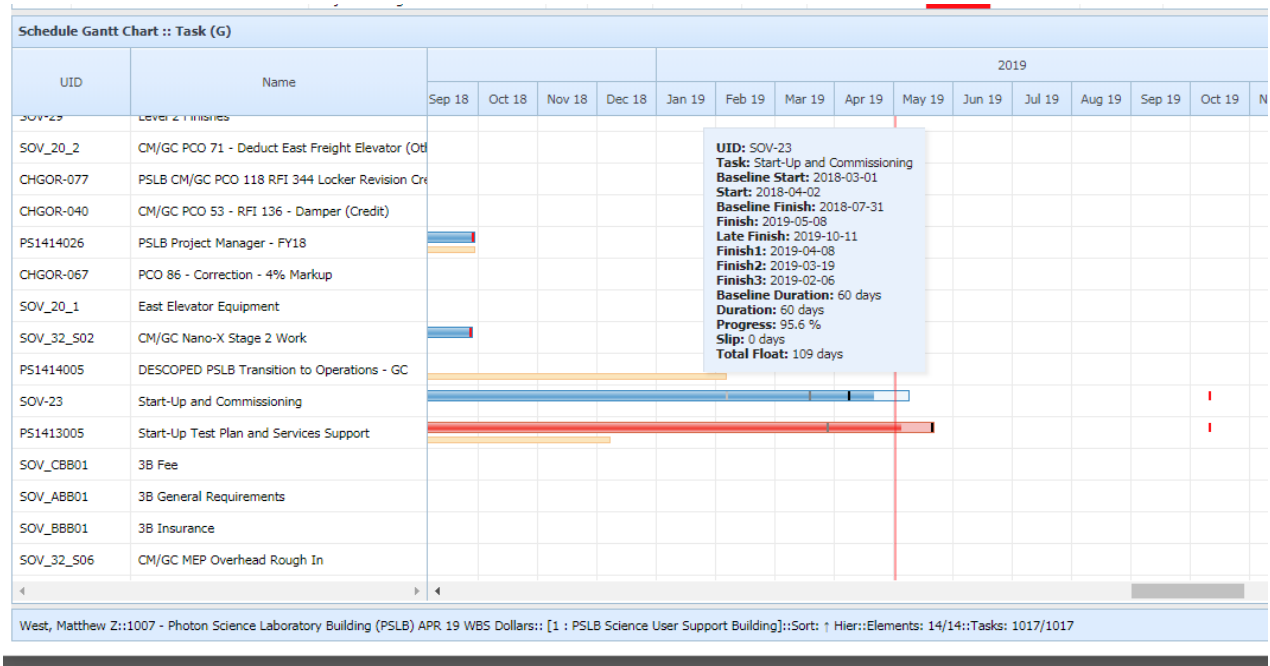 Schedule Gantt Chart :: Task (G)
2019
UID Name
Sep 18 Oct 18 Nov 18 Dec 18 Jan 19 Feb 19 Mar 19 Apr 19 May 19 Jun 19 Jul 19 Aug 19 Sep 19 Oct 19 N
SOV-29 Level 2 Finishes
SOV_20_2 CM/GC PCO 71 - Deduct East Freight Elevator (Oth
CHGOR-077 PSLB CM/GC PCO 118 RFI 344 Locker Revision Cre
CHGOR-040 CM/GC PCO 53 - RFI 136 - Damper (Credit)
PS1414026 PSLB Project Manager - FY18
CHGOR-067 PCO 86 - Correction - 4% Markup
SOV_20_1 East Elevator Equipment
SOV_32_S02 CM/GC Nano-X Stage 2 Work
PS1414005 DESCOPED PSLB Transition to Operations - GC
SOV-23 Start-Up and Commissioning
PS1413005 Start-Up Test Plan and Services Support
SOV_CBB01 3B Fee
SOV_ABB01 3B General Requirements
SOV_BBB01 3B Insurance
SOV_32_S06 CM/GC MEP Overhead Rough In
UID: SOV-23
Task: Start-Up and Commissioning
Baseline Start: 2018-03-01
Start: 2018-04-02
Baseline Finish: 2018-07-31
Finish: 2019-05-08
Late Finish: 2019-10-11
Finish1: 2019-04-08
Finish2: 2019-03-19
Finish3: 2019-02-06
Baseline Duration: 60 days
Duration: 60 days
Progress: 95.6 %
Slip: 0 days
Total Float: 109 days
West, Matthew Z::1007 - Photon Science Laboratory Building (PSLB) APR 19 WBS Dollars:: [1 : PSLB Science User Support Building]::Sort: ↑ Hier::Elements: 14/14::Tasks: 1017/1017